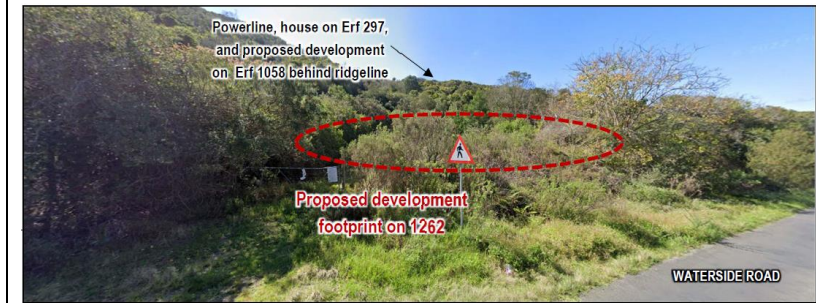 Powerline, house on Erf 297,
and proposed development
on Erf 1058 behind ridgeline
Proposed development
footprint on 1262
WATERSIDE ROAD